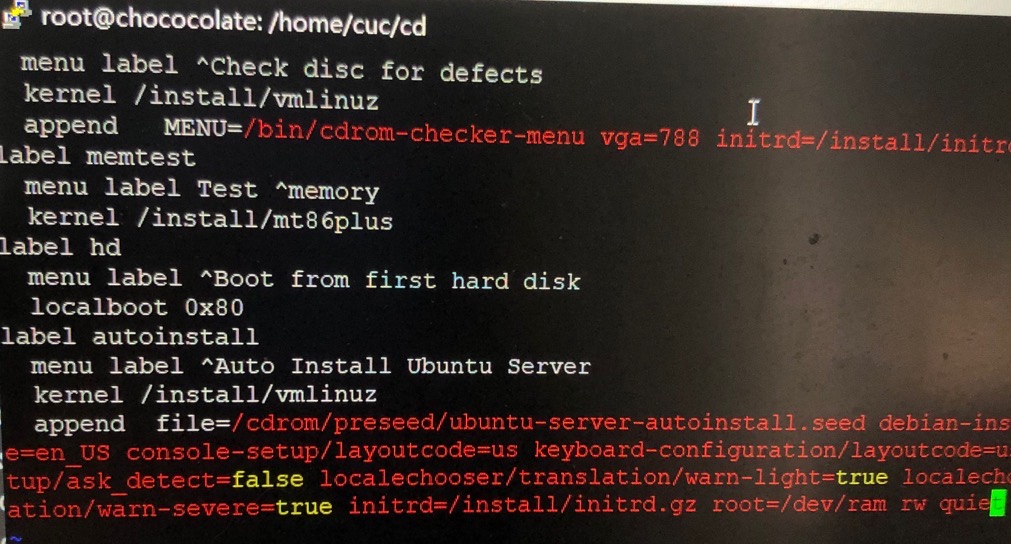 root@chococolate: /home/cuc/cd
menu label ^Check disc for defects
kernel /install/vmlinuz
append MENU=/bin/cdrom-checker-menu vga=788 initrd=/install/initr
label memtest
menu label Test ^memory
kernel /install/mt86plus
label hd
menu label ^Boot from first hard disk
localboot 0x80
label autoinstall
menu label ^Auto Install Ubuntu Server
kernel /install/vmlinuz
append file=/cdrom/preseed/ubuntu-server-autoinstall.seed debian-ins
e=en_US console-setup/layoutcode=us keyboard-configuration/layoutcode=u
tup/ask_detect=false localechooser/translation/warn-light=true localech
ation/warn-severe=true initrd=/install/initrd.gz root=/dev/ram rw quiet
~